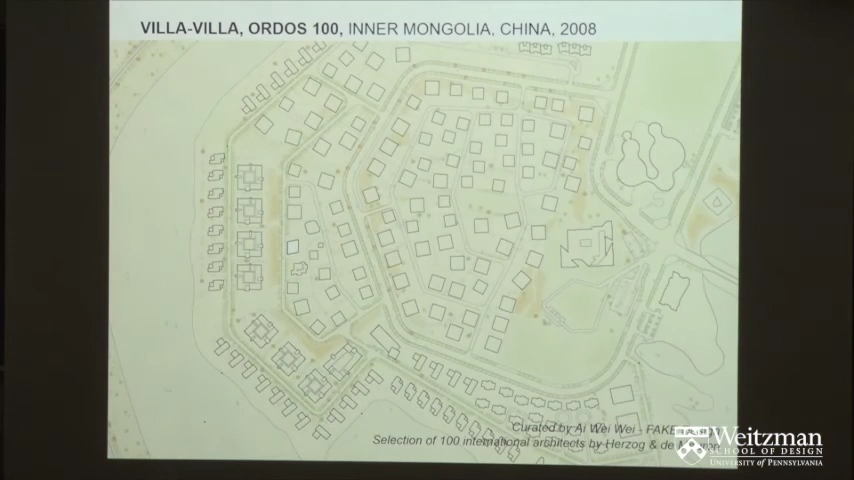 VILLA-VILLA, ORDOS 100, INNER MONGOLIA, CHINA, 2008
Curated by Ai Wei Wei - FAKE
Selection of 100 international architects by Herzog & de
Weitzman
SCHOOL OF DESIGN
UNIVERSITY of PENNSYLVANIA